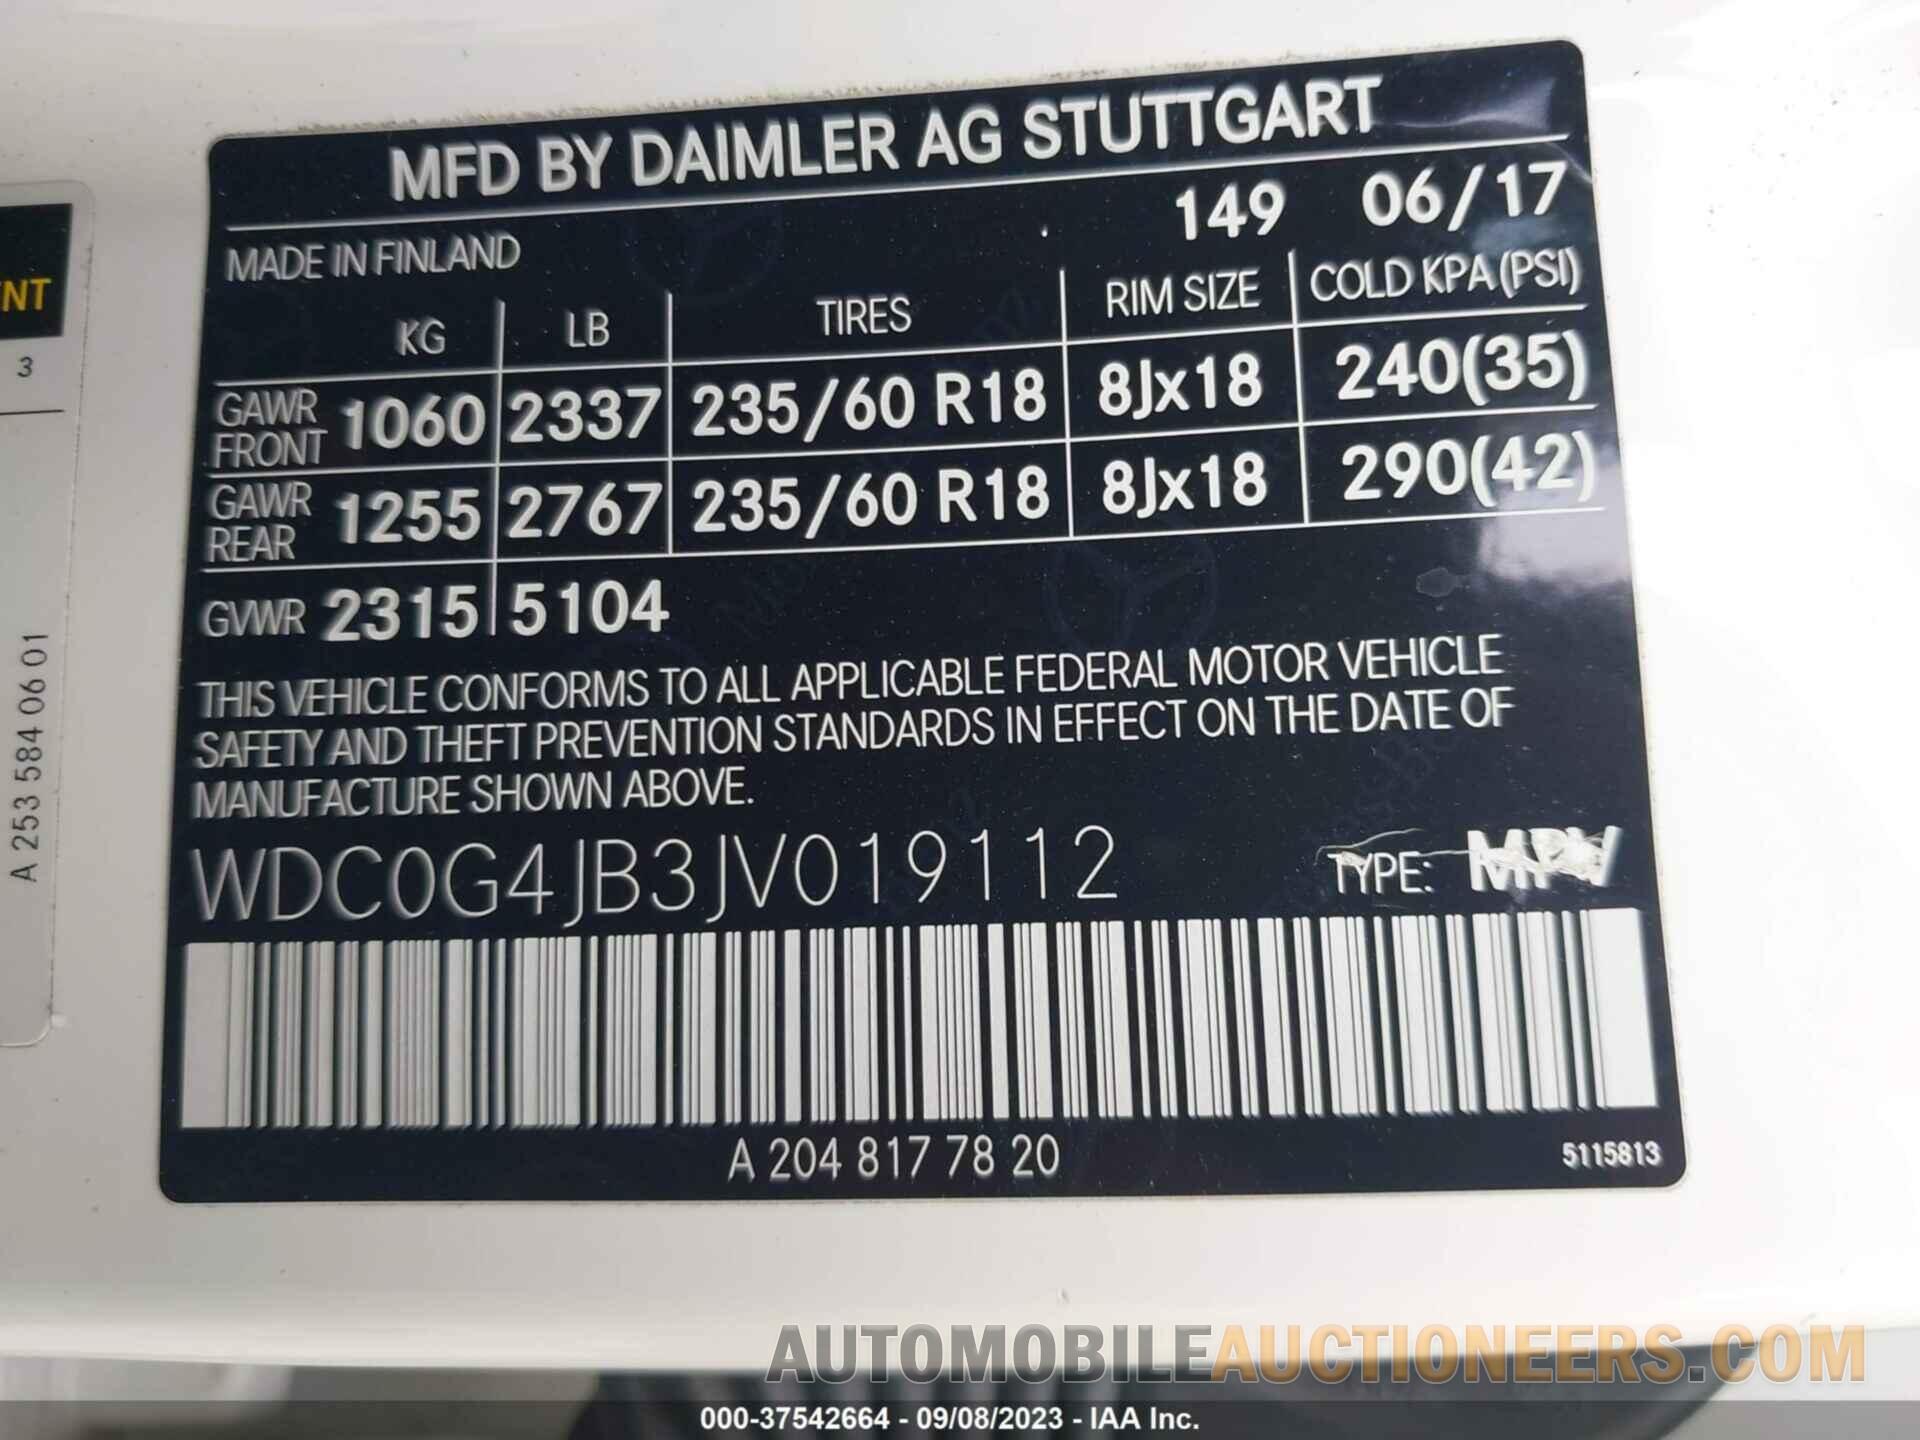 MFD BY DAIMLER AG STUTTGART
MADE IN FINLAND 149 06/17
KG LB TIRES RIM SIZE COLD KPA (PSI)
GAWR FRONT 1060 2337 235/60 R18 8Jx18 240(35)
GAWR REAR 1255 2767 235/60 R18 8Jx18 290(42)
GVWR 2315 5104
THIS VEHICLE CONFORMS TO ALL APPLICABLE FEDERAL MOTOR VEHICLE
SAFETY AND THEFT PREVENTION STANDARDS IN EFFECT ON THE DATE OF
MANUFACTURE SHOWN ABOVE.
WDC0G4JB3JV019112 TYPE: MPV
A 204 817 78 20 5115813
NT
3
A 253 584 06 01
AUTOMOBILEAUCTIONEERS.COM
000-37542664 - 09/08/2023 - IAA Inc.